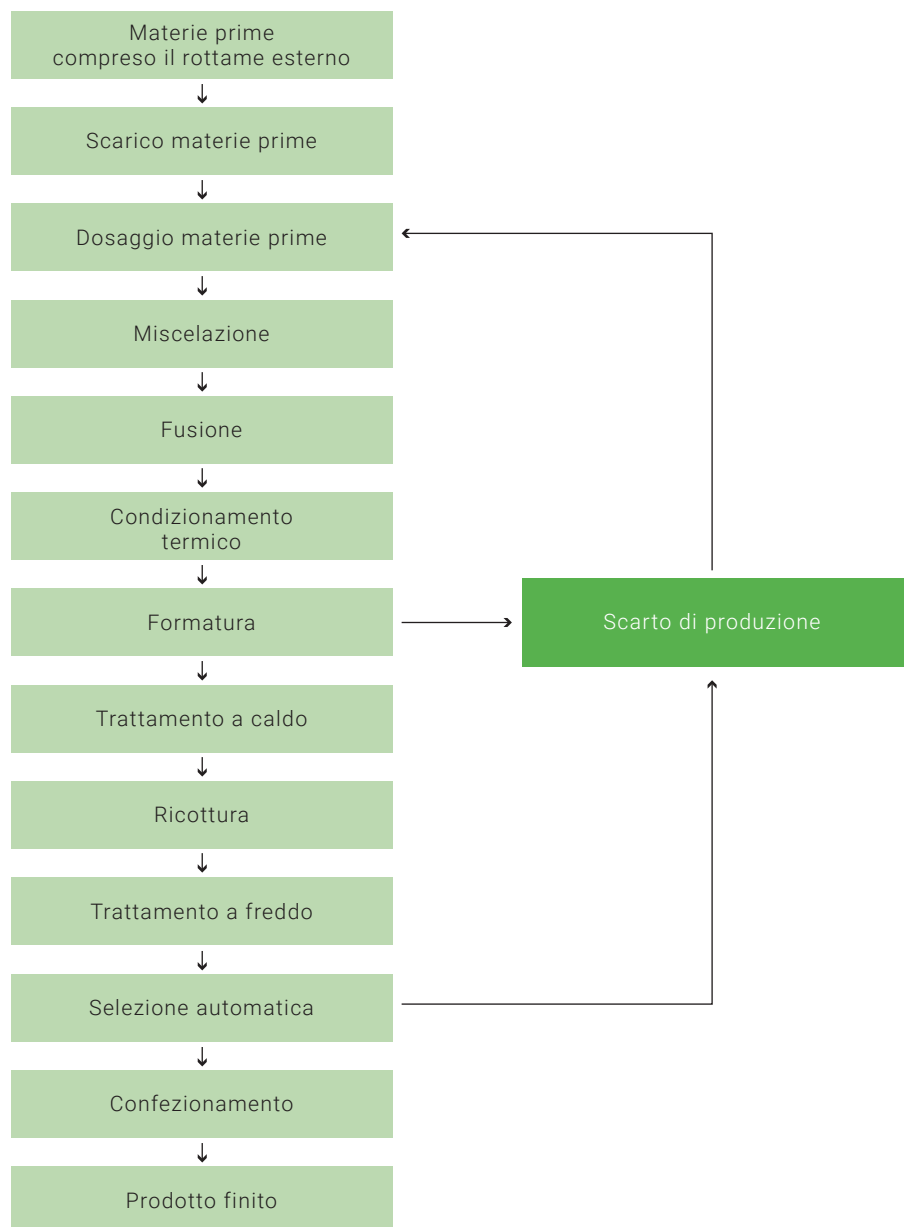 Materie prime
compreso il rottame esterno
Scarico materie prime
Dosaggio materie prime
Miscelazione
Fusione
Condizionamento
termico
Formatura
Scarto di produzione
Trattamento a caldo
Ricottura
Trattamento a freddo
Selezione automatica
Confezionamento
Prodotto finito